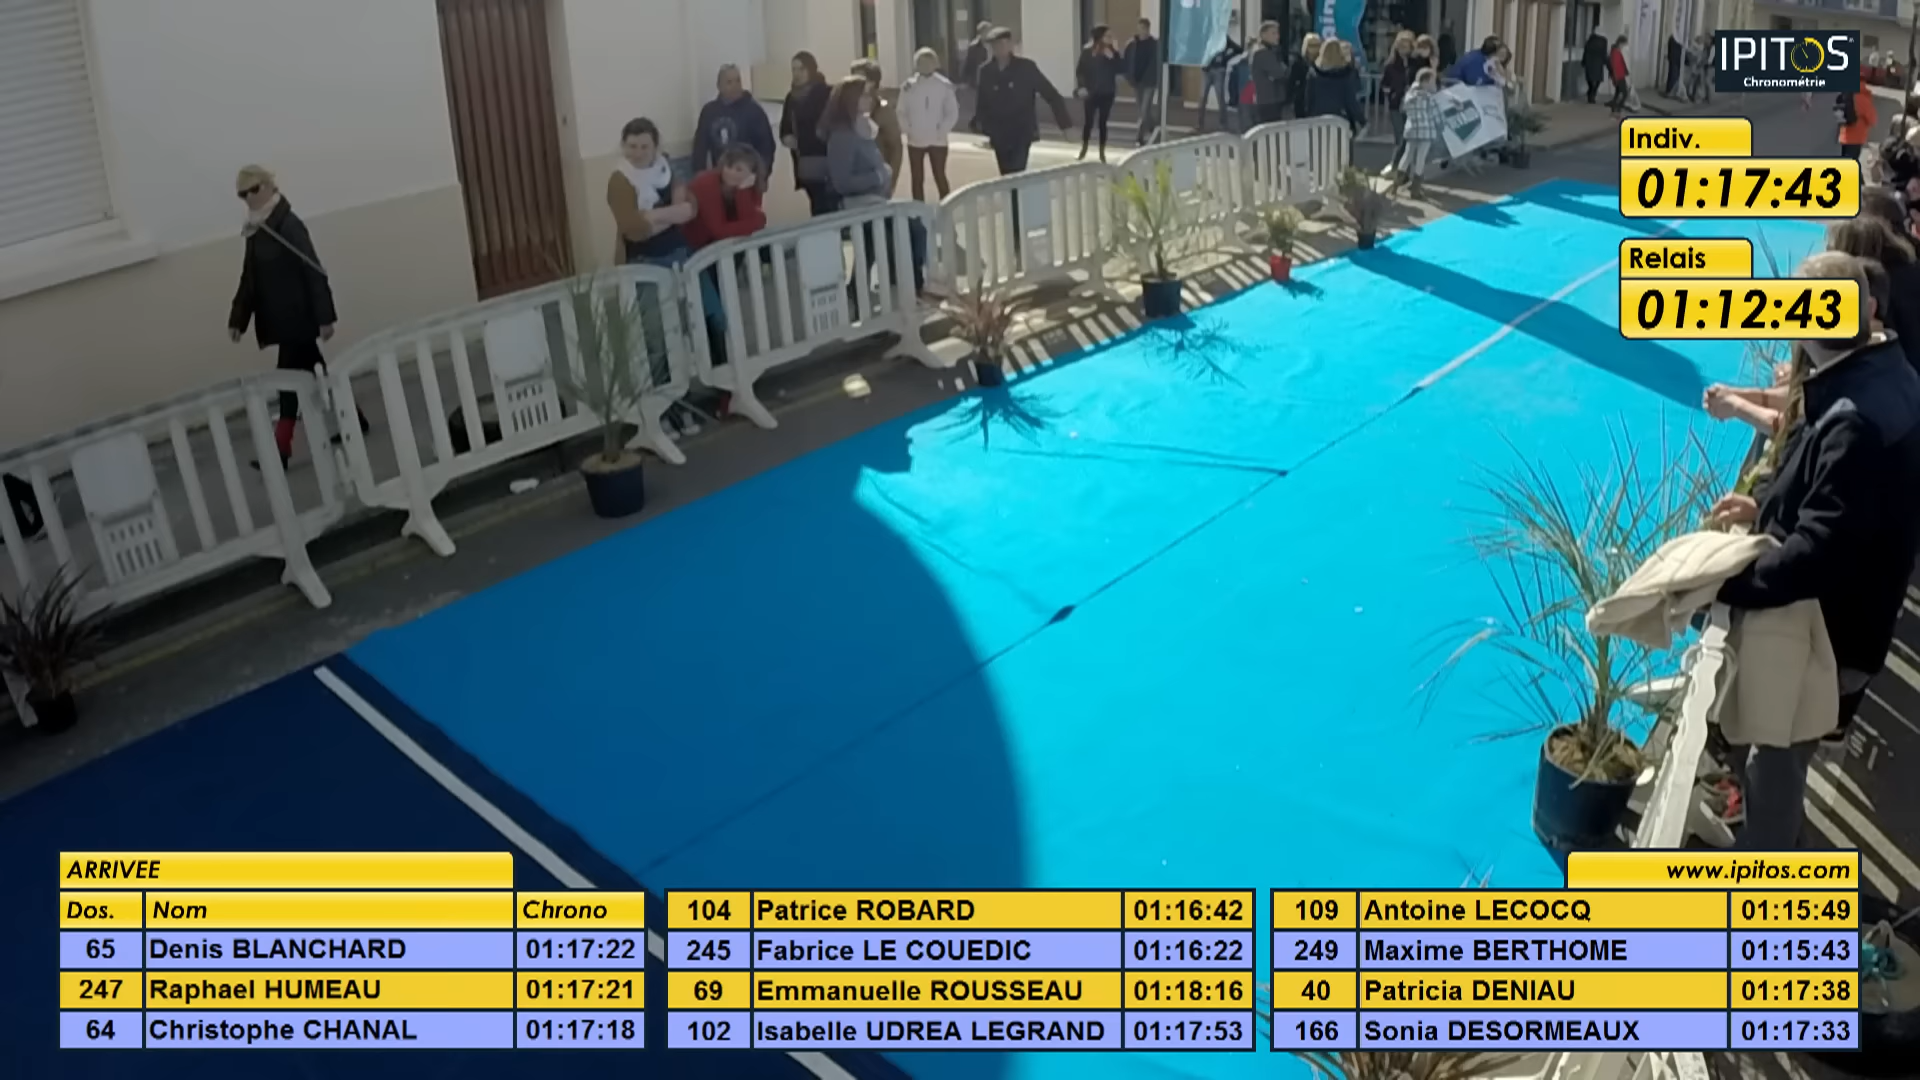 IPITOS
Chronométrie
Indiv.
01:17:43
Relais
01:12:43
ARRIVEE
www.ipitos.com
Dos. Nom Chrono
65 Denis BLANCHARD 01:17:22
247 Raphael HUMEAU 01:17:21
64 Christophe CHANAL 01:17:18
104 Patrice ROBARD 01:16:42
245 Fabrice LE COUEDIC 01:16:22
69 Emmanuelle ROUSSEAU 01:18:16
102 Isabelle UDREA LEGRAND 01:17:53
109 Antoine LECOCQ 01:15:49
249 Maxime BERTHOME 01:15:43
40 Patricia DENIAU 01:17:38
166 Sonia DESORMEAUX 01:17:33